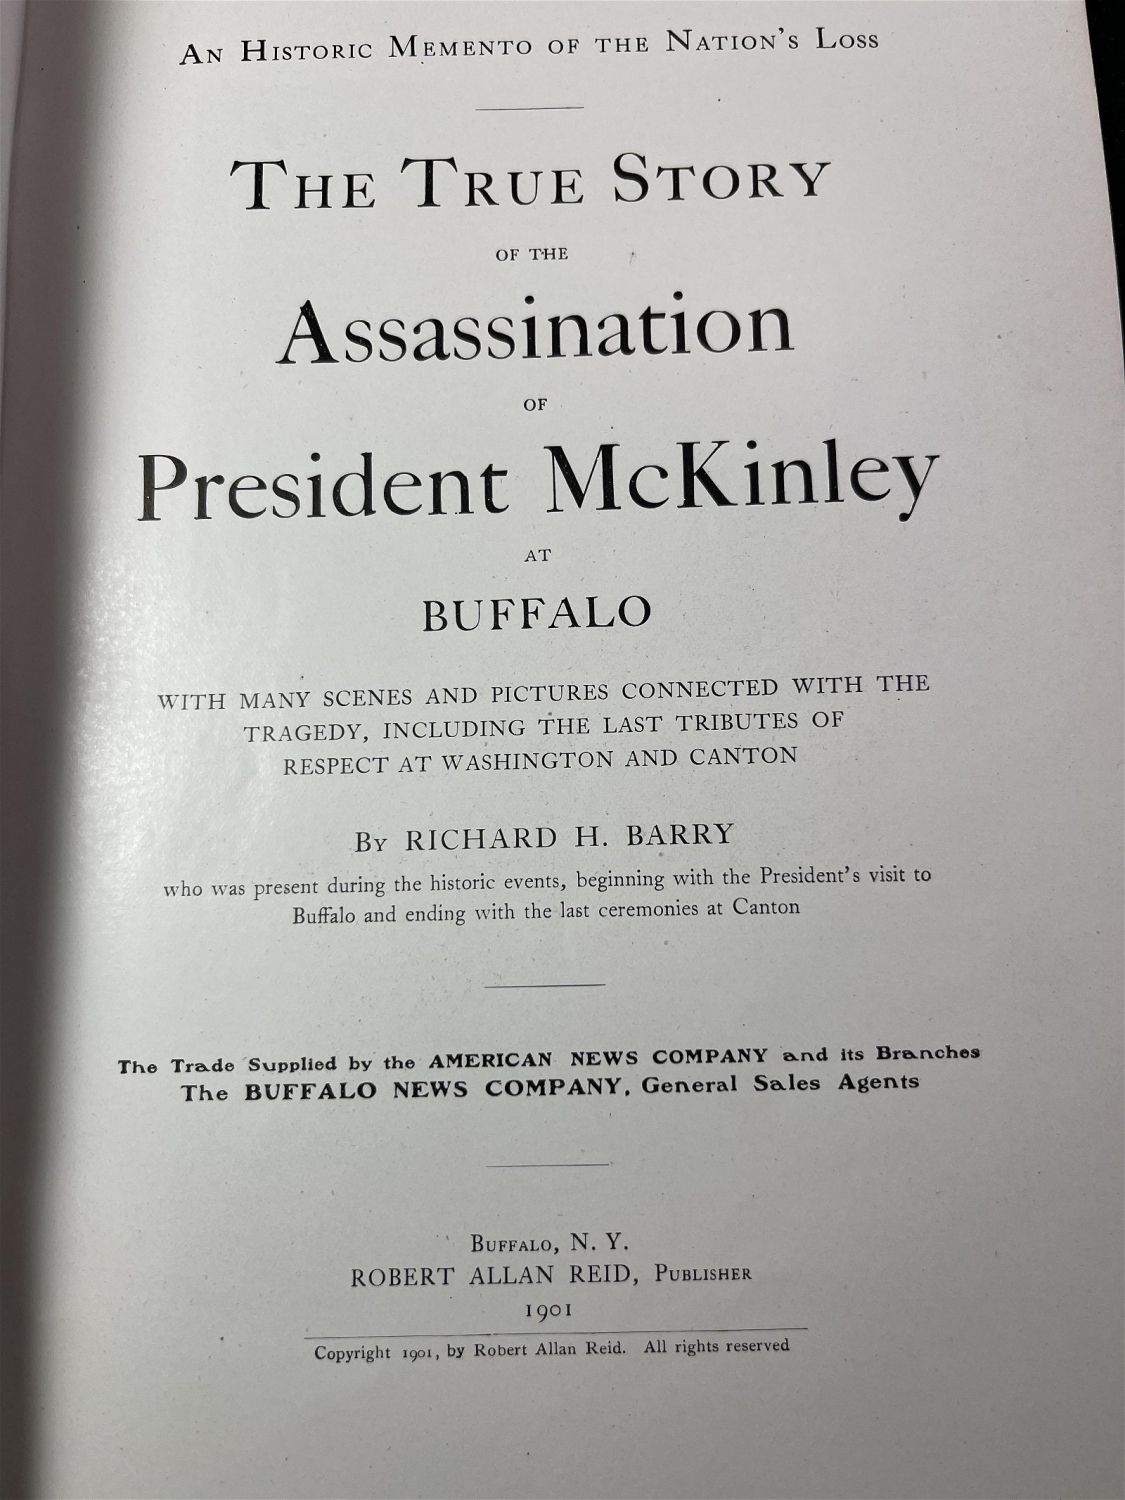 An Historic Memento of the Nation's Loss
The True Story
OF THE
Assassination
OF
President McKinley
AT
BUFFALO
WITH MANY SCENES AND PICTURES CONNECTED WITH THE
TRAGEDY, INCLUDING THE LAST TRIBUTES OF
RESPECT AT WASHINGTON AND CANTON
By RICHARD H. BARRY
who was present during the historic events, beginning with the President's visit to
Buffalo and ending with the last ceremonies at Canton
The Trade Supplied by the AMERICAN NEWS COMPANY and its Branches
The BUFFALO NEWS COMPANY, General Sales Agents
Buffalo, N. Y.
ROBERT ALLAN REID, Publisher
1901
Copyright 1901, by Robert Allan Reid. All rights reserved